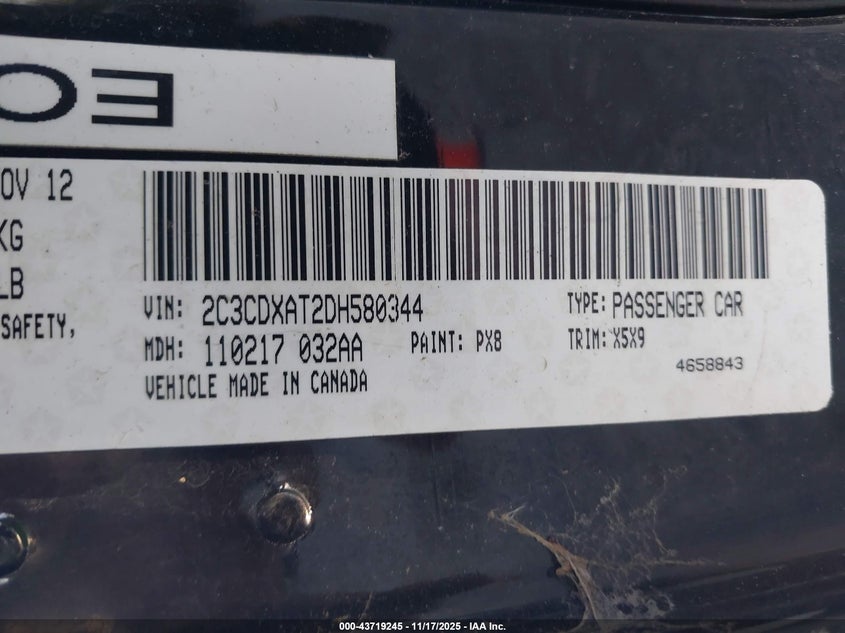 OV 12
KG
LB
SAFETY,
VIN: 2C3CDXAT2DH580344 TYPE: PASSENGER CAR
MDH: 110217 032AA PAINT: PX8 TRIM: X5X9
VEHICLE MADE IN CANADA 4658843
000-43719245 - 11/17/2025 - IAA Inc.